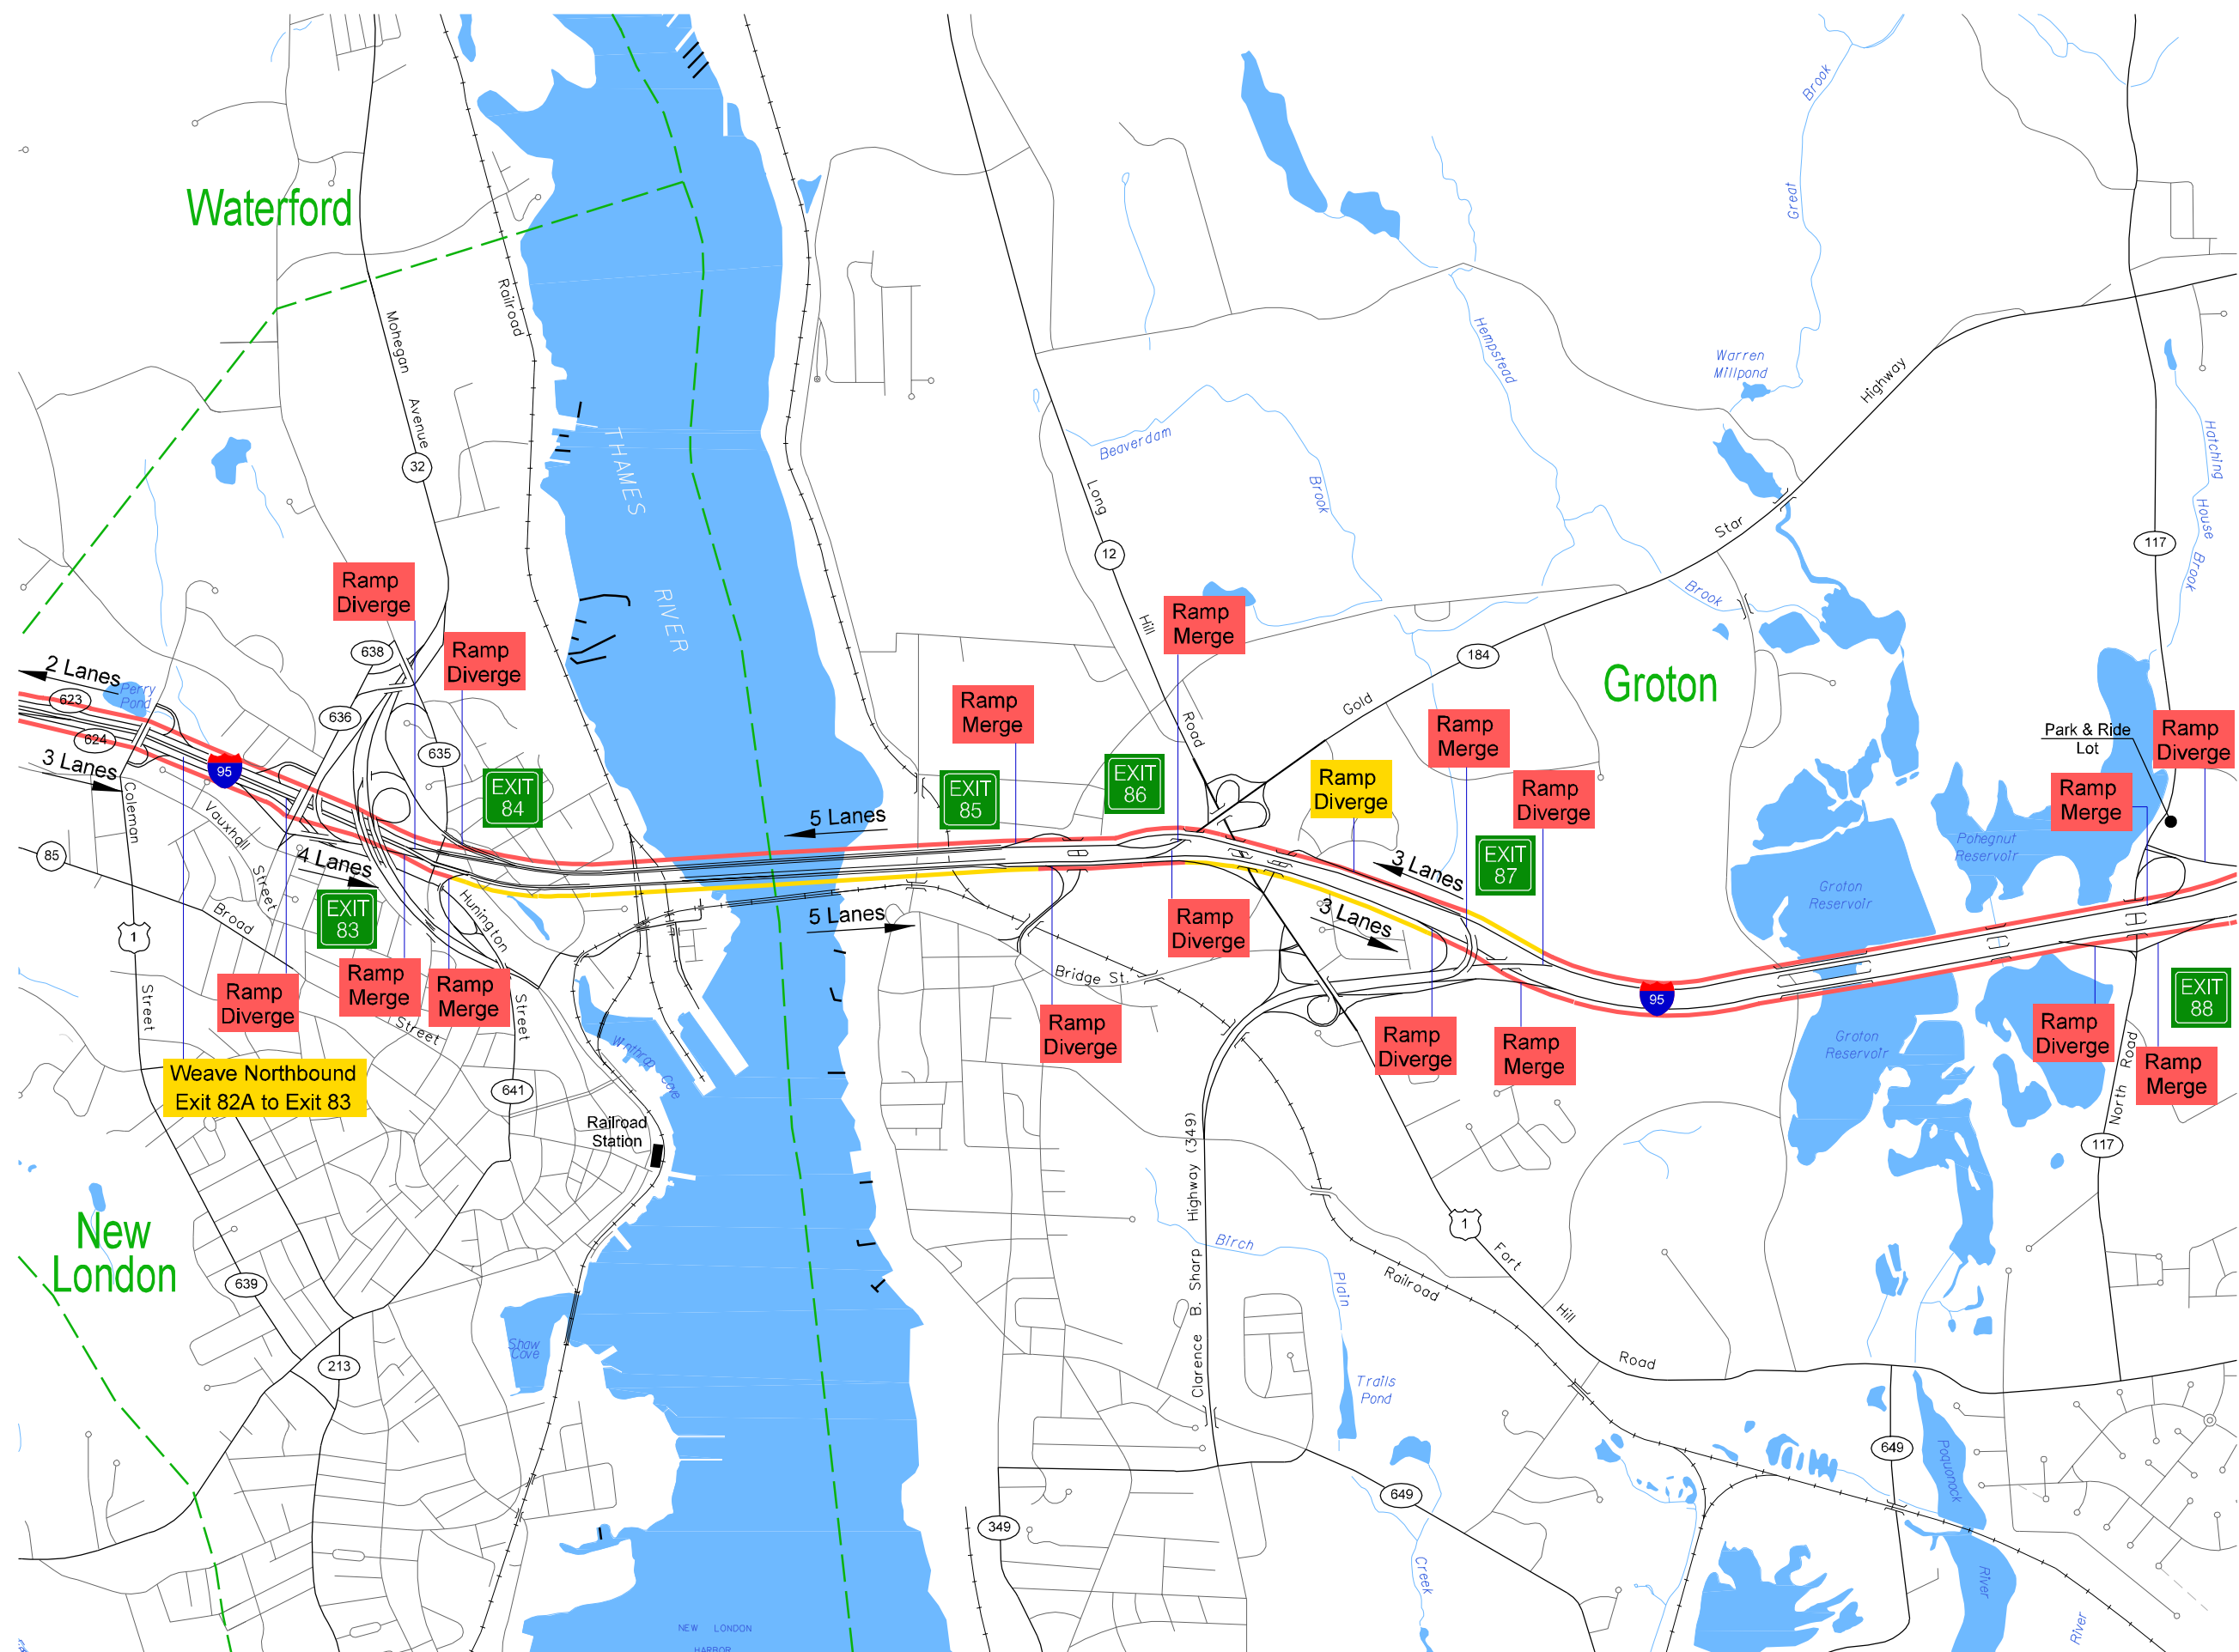 Brook
Great
Waterford
Railroad
Mohegan
Avenue
32
THAMES
RIVER
Beaverdam
Brook
Hempstead
Brook
Warren
Millpond
Highway
Star
Gold
184
Hatching
House
Brook
117
Long
12
Hill
Road
Groton
Ramp
Diverge
Ramp
Diverge
Ramp
Merge
Ramp
Merge
638
636
635
2 Lanes
623
Perry
Pond
624
3 Lanes
95
EXIT
84
EXIT
85
EXIT
86
5 Lanes
Ramp
Diverge
Ramp
Merge
Ramp
Diverge
EXIT
87
3 Lanes
3 Lanes
Park & Ride
Lot
Ramp
Diverge
Ramp
Merge
Pohegnut
Reservoir
Groton
Reservoir
Coleman
Street
Vauxhall
Street
4 Lanes
85
Broad
Street
1
EXIT
83
Hunington
Street
5 Lanes
Ramp
Diverge
Ramp
Merge
Ramp
Merge
Bridge St.
Ramp
Diverge
Ramp
Diverge
Ramp
Diverge
Ramp
Merge
95
Groton
Reservoir
Ramp
Diverge
EXIT
88
Ramp
Merge
North Road
117
Weave Northbound
Exit 82A to Exit 83
641
Winthrop Cove
Railroad
Station
New
London
639
213
Shaw
Cove
Clarence B. Sharp Highway (349)
Birch
Plain
Railroad
1
Fort
Hill
Road
Trails
Pond
649
349
Creek
649
Poquonock
River
River
NEW LONDON
HARBOR